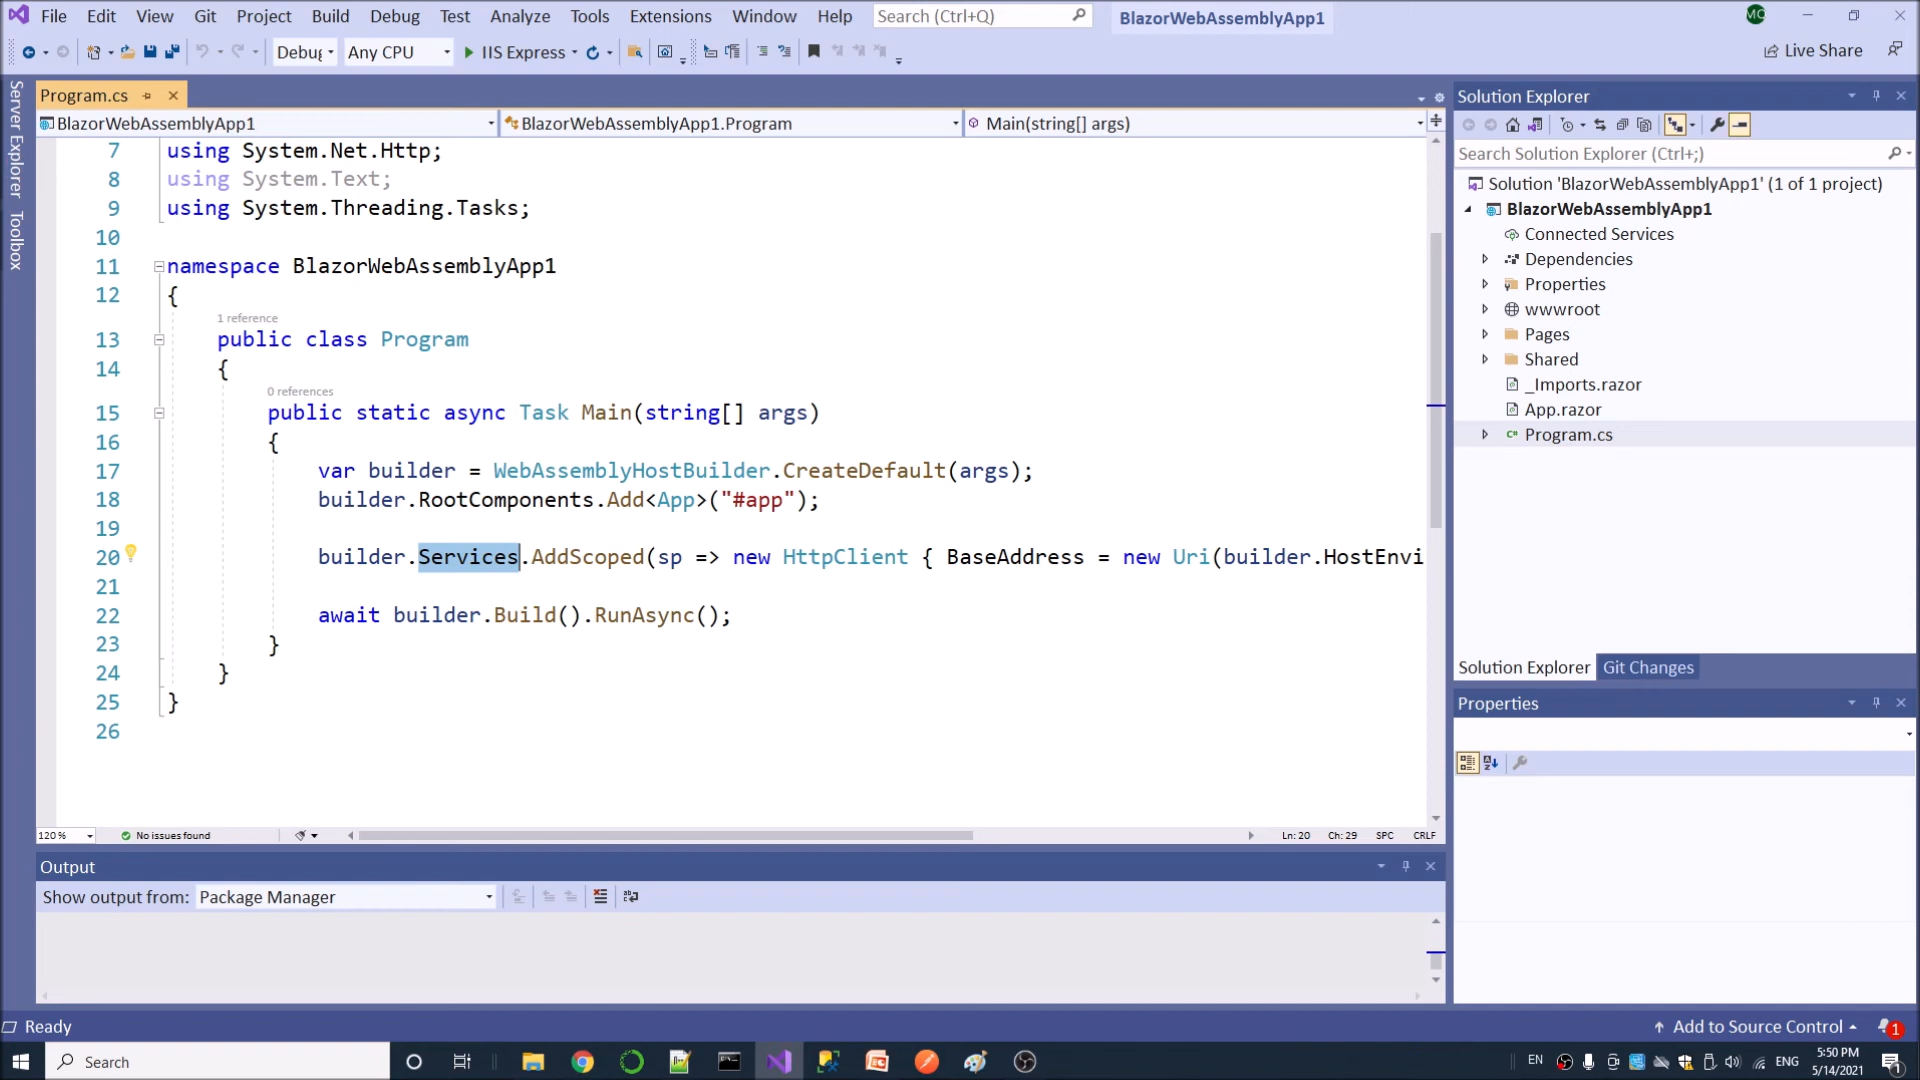 File Edit View Git Project Build Debug Test Analyze Tools Extensions Window Help Search (Ctrl+Q) BlazorWebAssemblyApp1 MC
Debug Any CPU IIS Express Live Share
Server Explorer
Toolbox
Program.cs
BlazorWebAssemblyApp1 BlazorWebAssemblyApp1.Program Main(string[] args)
7 using System.Net.Http;
8 using System.Text;
9 using System.Threading.Tasks;
10
11 namespace BlazorWebAssemblyApp1
12 {
1 reference
13 public class Program
14 {
0 references
15 public static async Task Main(string[] args)
16 {
17 var builder = WebAssemblyHostBuilder.CreateDefault(args);
18 builder.RootComponents.Add<App>("#app");
19
20 builder.Services.AddScoped(sp => new HttpClient { BaseAddress = new Uri(builder.HostEnvi
21
22 await builder.Build().RunAsync();
23 }
24 }
25 }
26
120 % No issues found Ln: 20 Ch: 29 SPC CRLF
Output
Show output from: Package Manager
Solution Explorer
Search Solution Explorer (Ctrl+;)
Solution 'BlazorWebAssemblyApp1' (1 of 1 project)
BlazorWebAssemblyApp1
Connected Services
Dependencies
Properties
wwwroot
Pages
Shared
_Imports.razor
App.razor
C# Program.cs
Solution Explorer Git Changes
Properties
Ready Add to Source Control 1
Search EN ENG 5:50 PM
5/14/2021 1